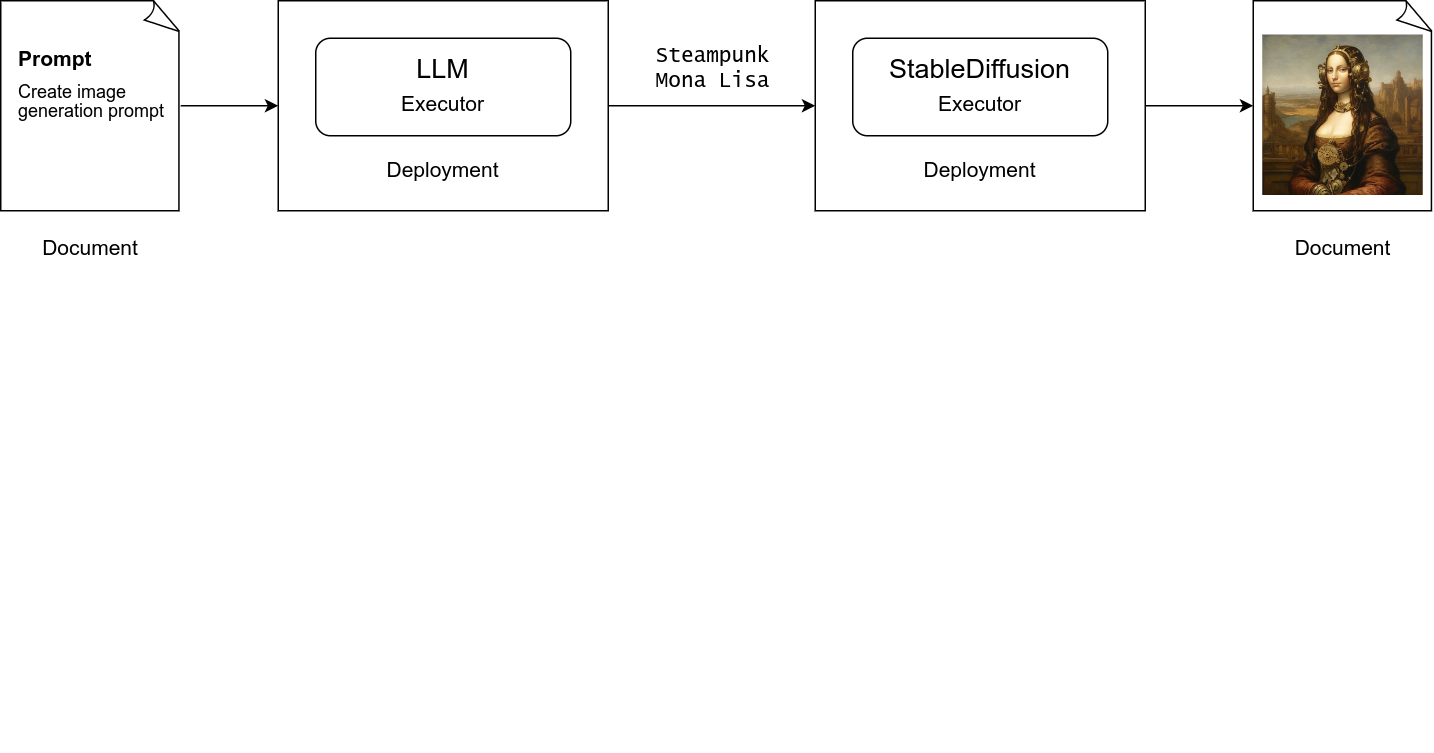 Prompt
Create image
generation prompt
Document
LLM
Executor
Deployment
Steampunk
Mona Lisa
StableDiffusion
Executor
Deployment
Document